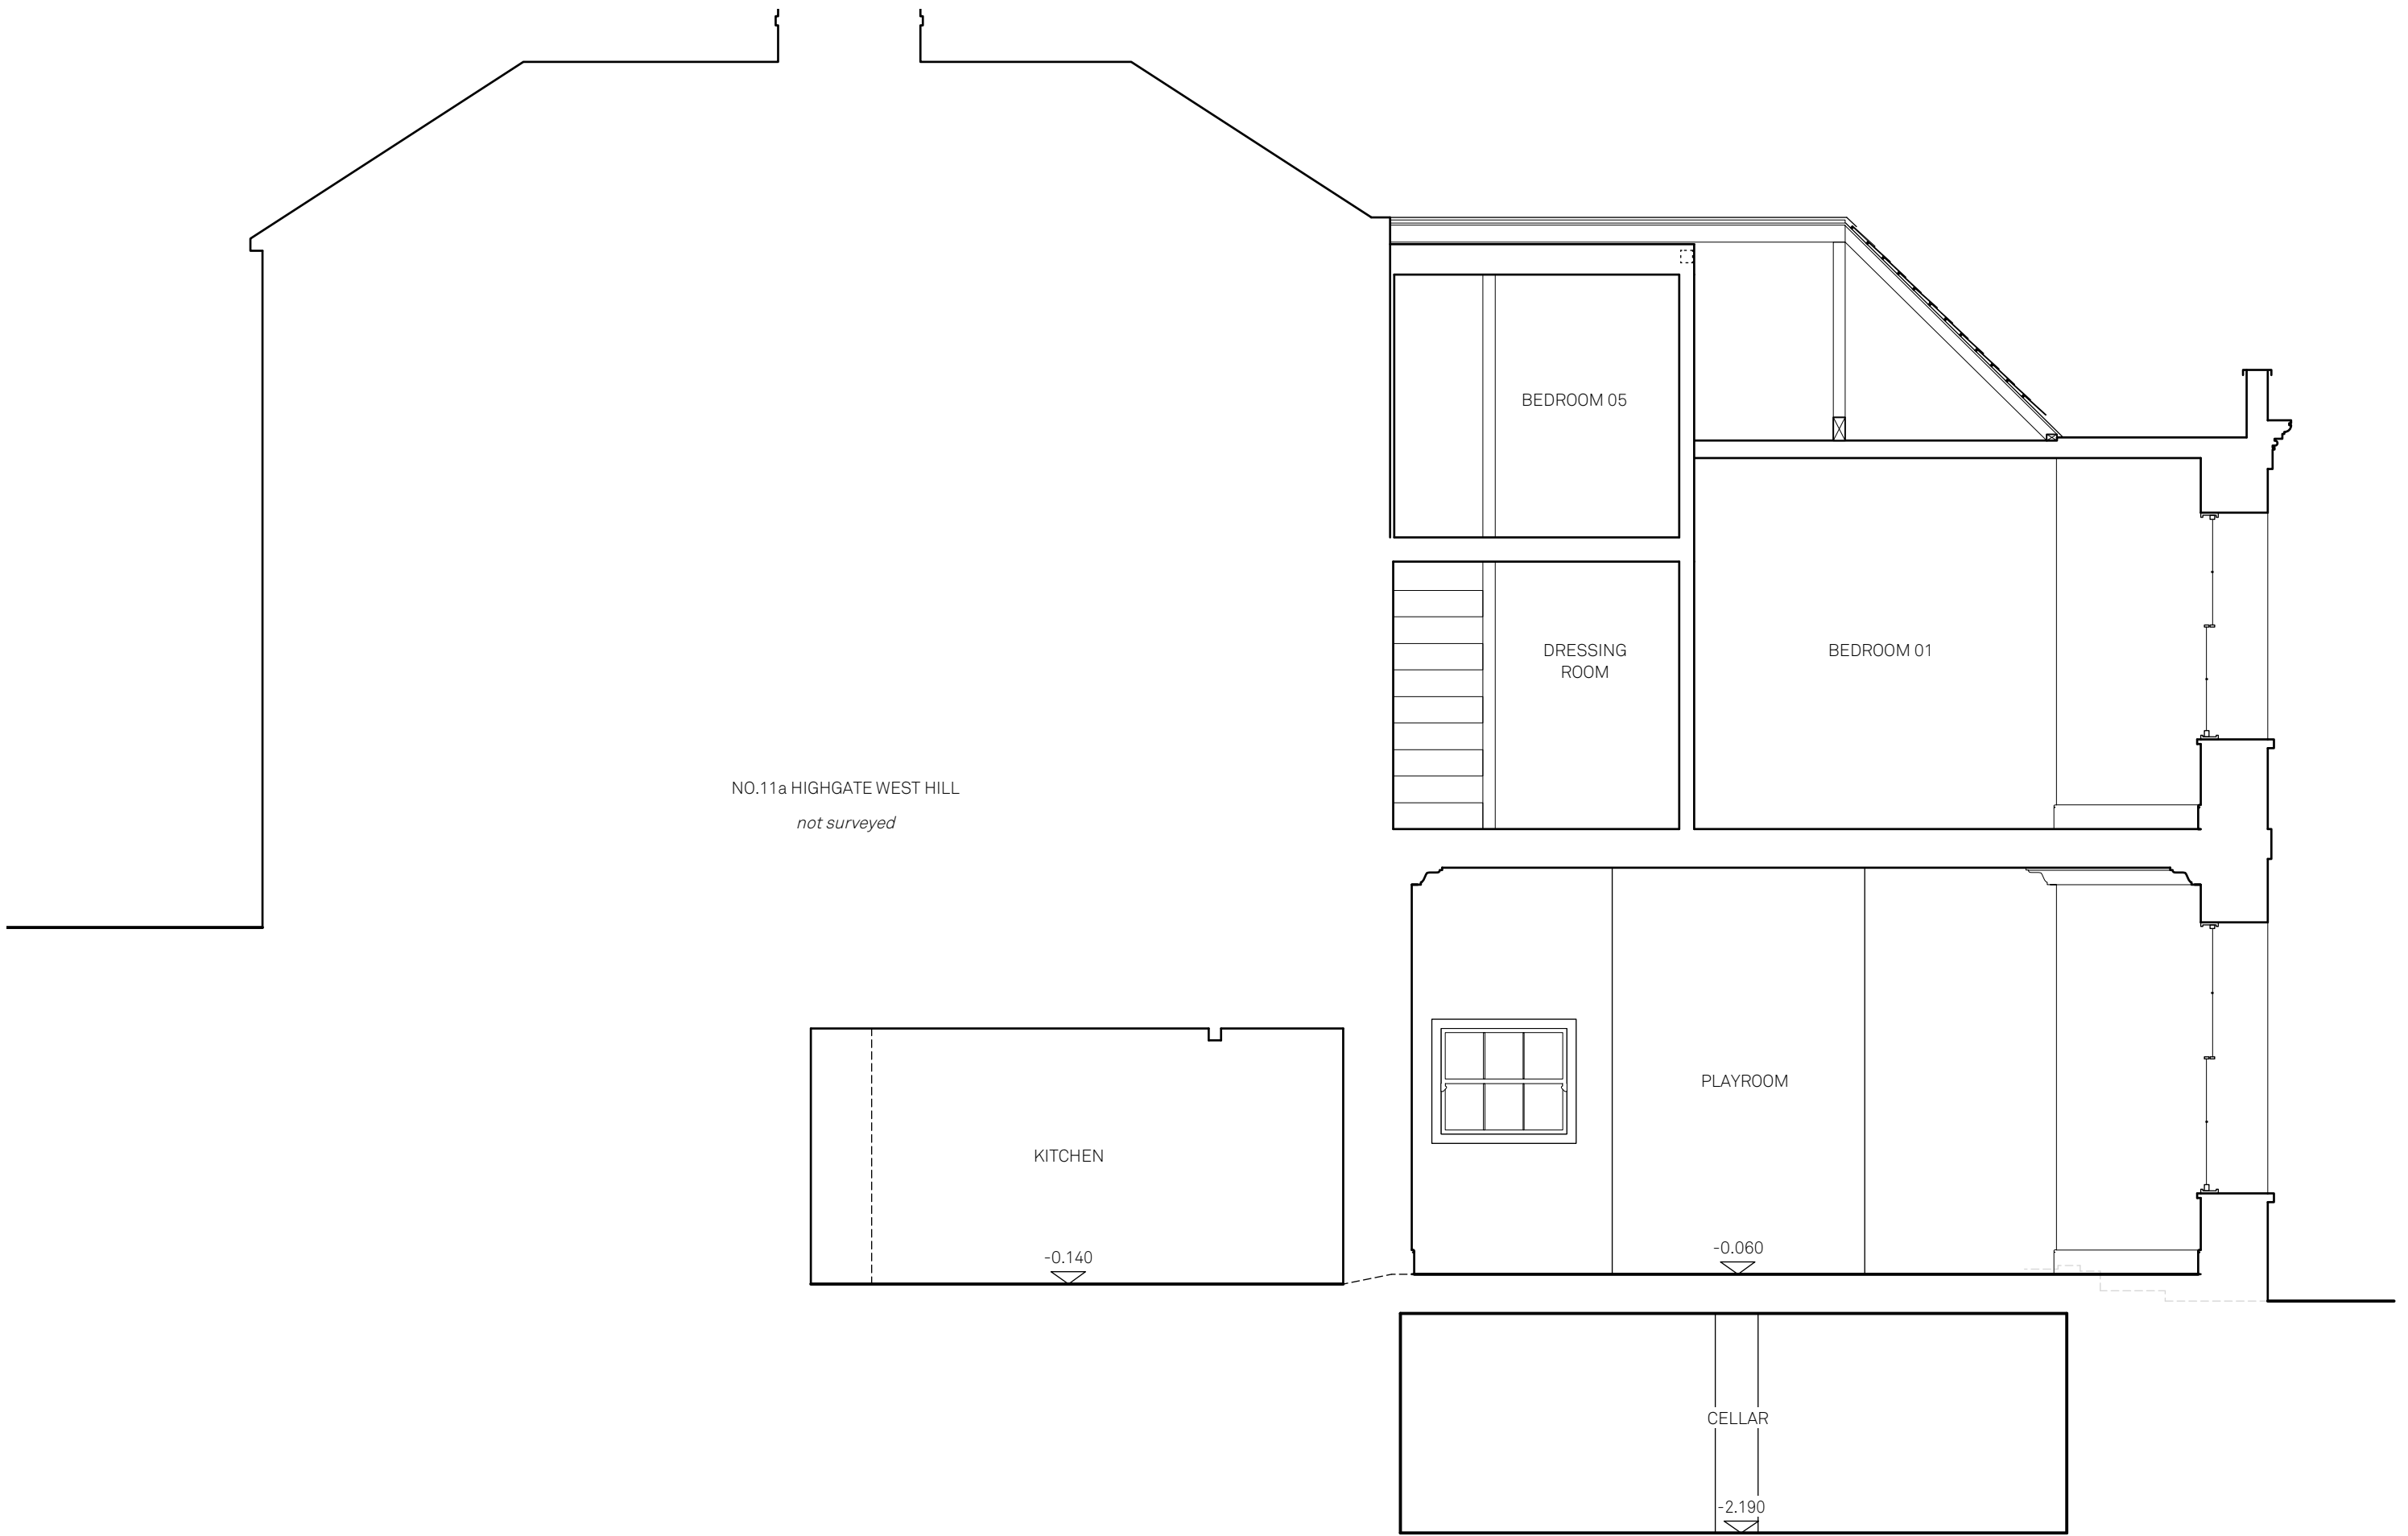 BEDROOM 05
DRESSING
ROOM
BEDROOM 01
NO.11a HIGHGATE WEST HILL
not surveyed
PLAYROOM
KITCHEN
-0.060
-0.140
CELLAR
-2.190